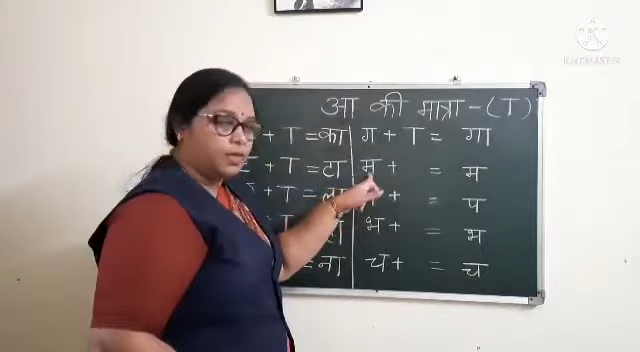 KINEMASTER
आ की मात्रा - (T)
+ T = का ग + T = गा
+ T = टा म + = म
+ T = ला + = प
T भ + = भ
= ना च + = च